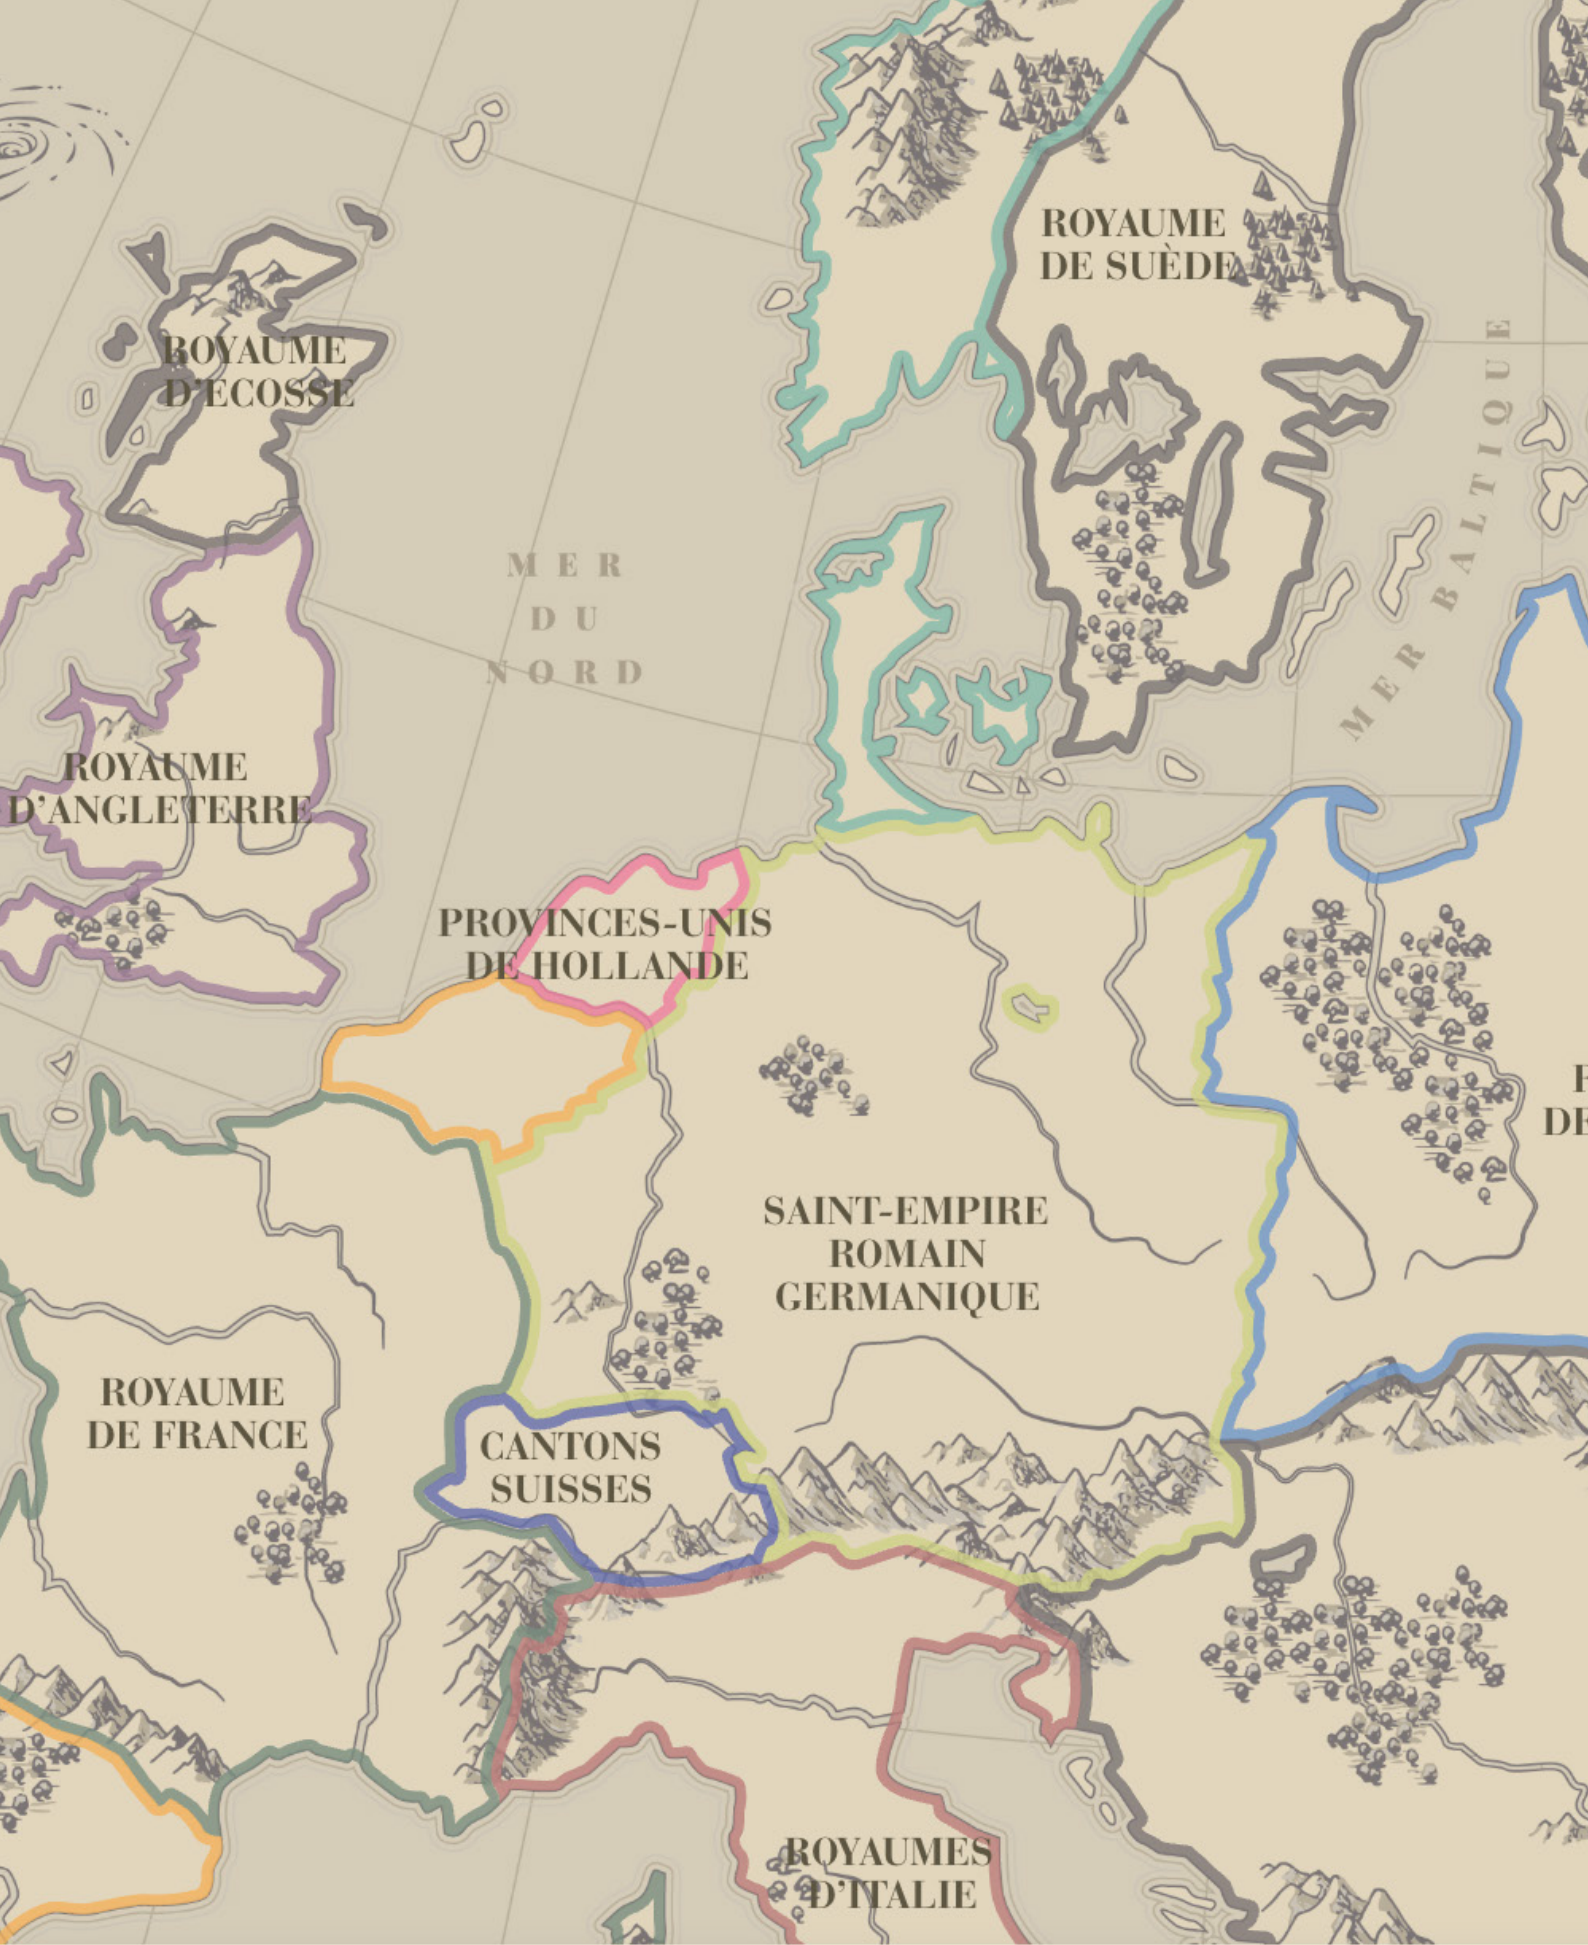 ROYAUME
DE SUÈDE
ROYAUME
D'ECOSSE
MER BALTIQUE
MER
DU
NORD
ROYAUME
D'ANGLETERRE
PROVINCES-UNIS
DE HOLLANDE
DE
SAINT-EMPIRE
ROMAIN
GERMANIQUE
ROYAUME
DE FRANCE
CANTONS
SUISSES
ROYAUMES
D'ITALIE